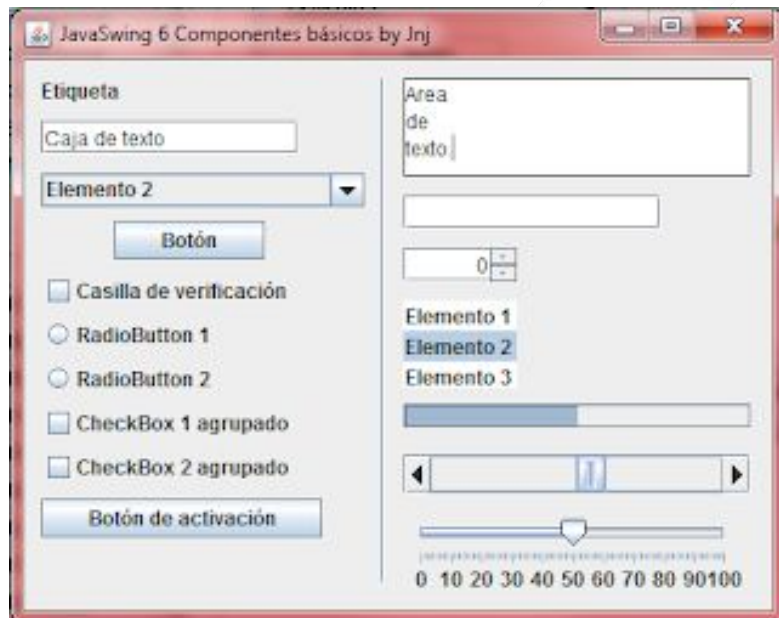 JavaSwing 6 Componentes básicos by Jnj
Etiqueta
Caja de texto
Elemento 2
Botón
Casilla de verificación
RadioButton 1
RadioButton 2
CheckBox 1 agrupado
CheckBox 2 agrupado
Botón de activación
Area
de
texto.
0
Elemento 1
Elemento 2
Elemento 3
0 10 20 30 40 50 60 70 80 90100